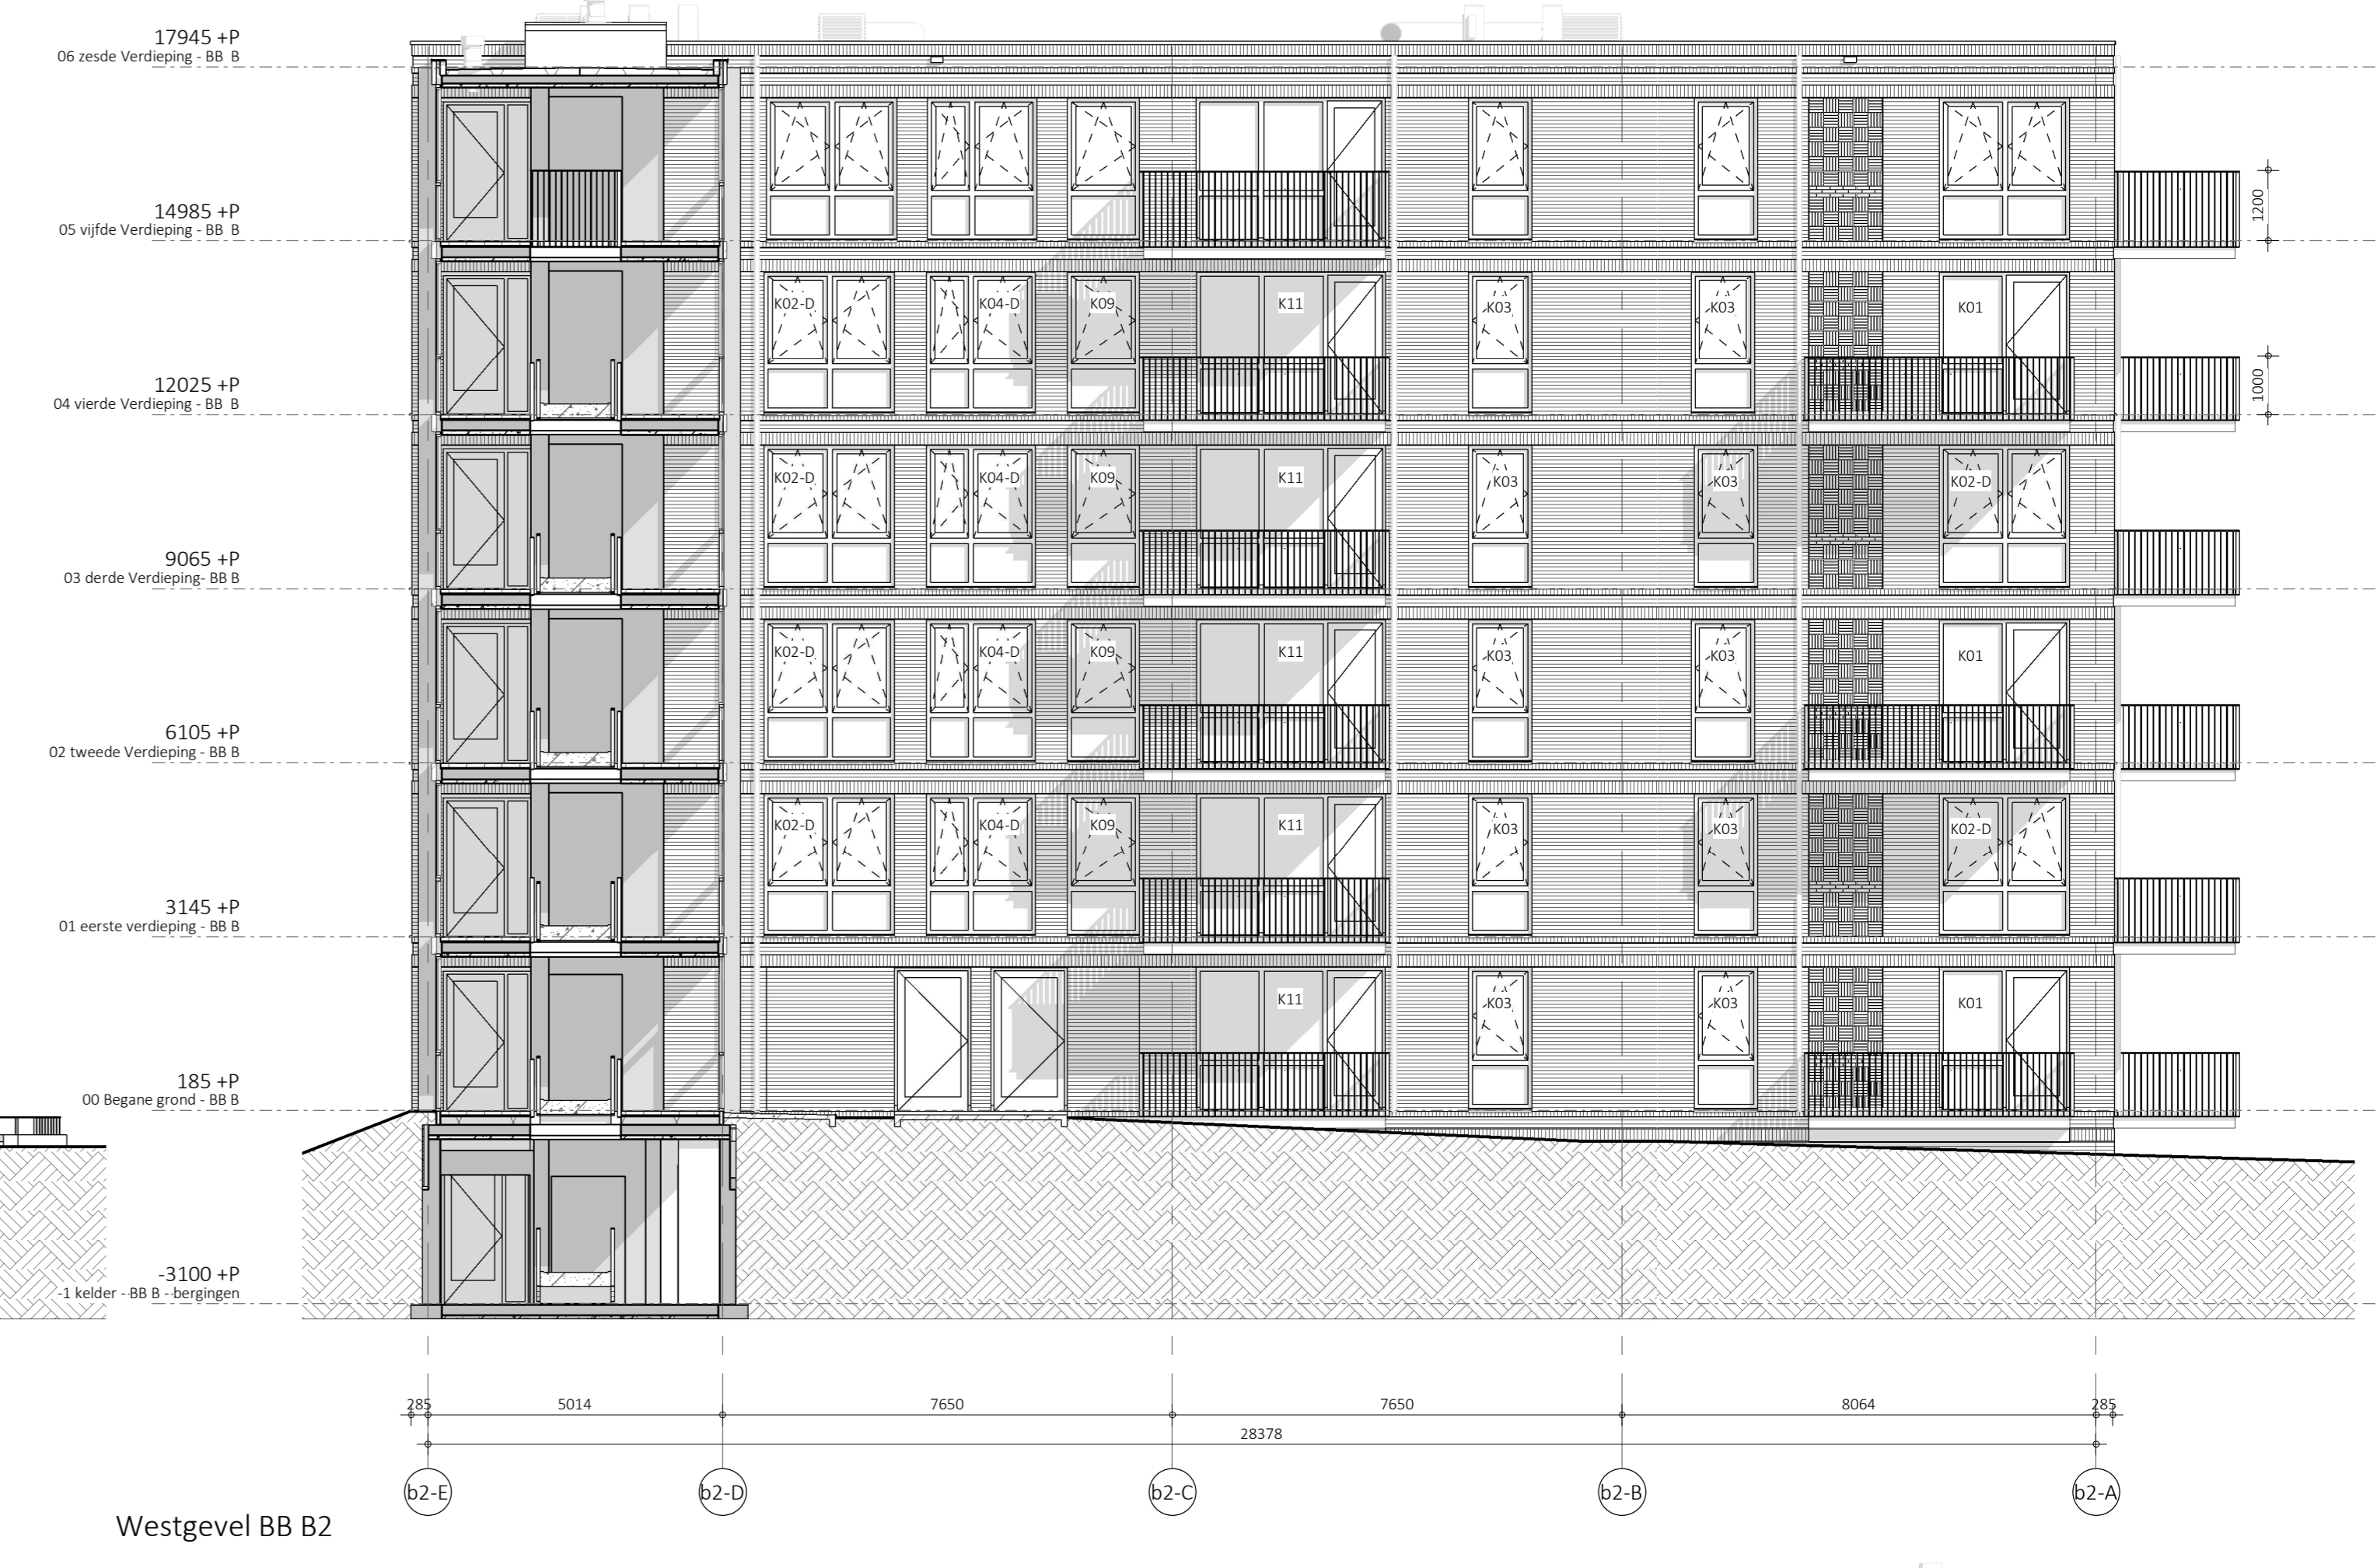 17945 +P
06 zesde Verdieping - BB B
14985 +P
05 vijfde Verdieping - BB B
1200
K02-D K04-D K09 K11 K03 K03 K01
12025 +P
04 vierde Verdieping - BB B
1000
K02-D K04-D K09 K11 K03 K03 K02-D
9065 +P
03 derde Verdieping- BB B
K02-D K04-D K09 K11 K03 K03 K01
6105 +P
02 tweede Verdieping - BB B
K02-D K04-D K09 K11 K03 K03 K02-D
3145 +P
01 eerste verdieping - BB B
K11 K03 K03 K01
185 +P
00 Begane grond - BB B
-3100 +P
-1 kelder - BB B - bergingen
285 5014 7650 7650 8064 285
28378
b2-E b2-D b2-C b2-B b2-A
Westgevel BB B2